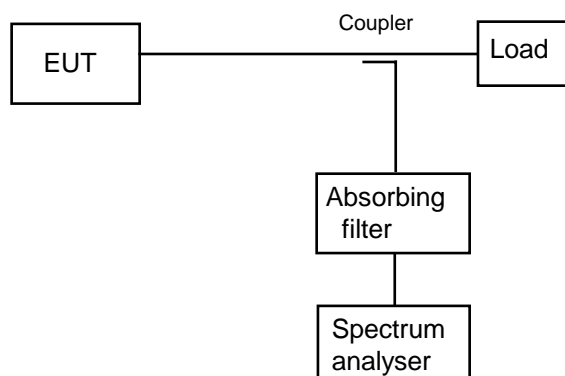 Coupler
EUT
Load
Absorbing
filter
Spectrum
analyser